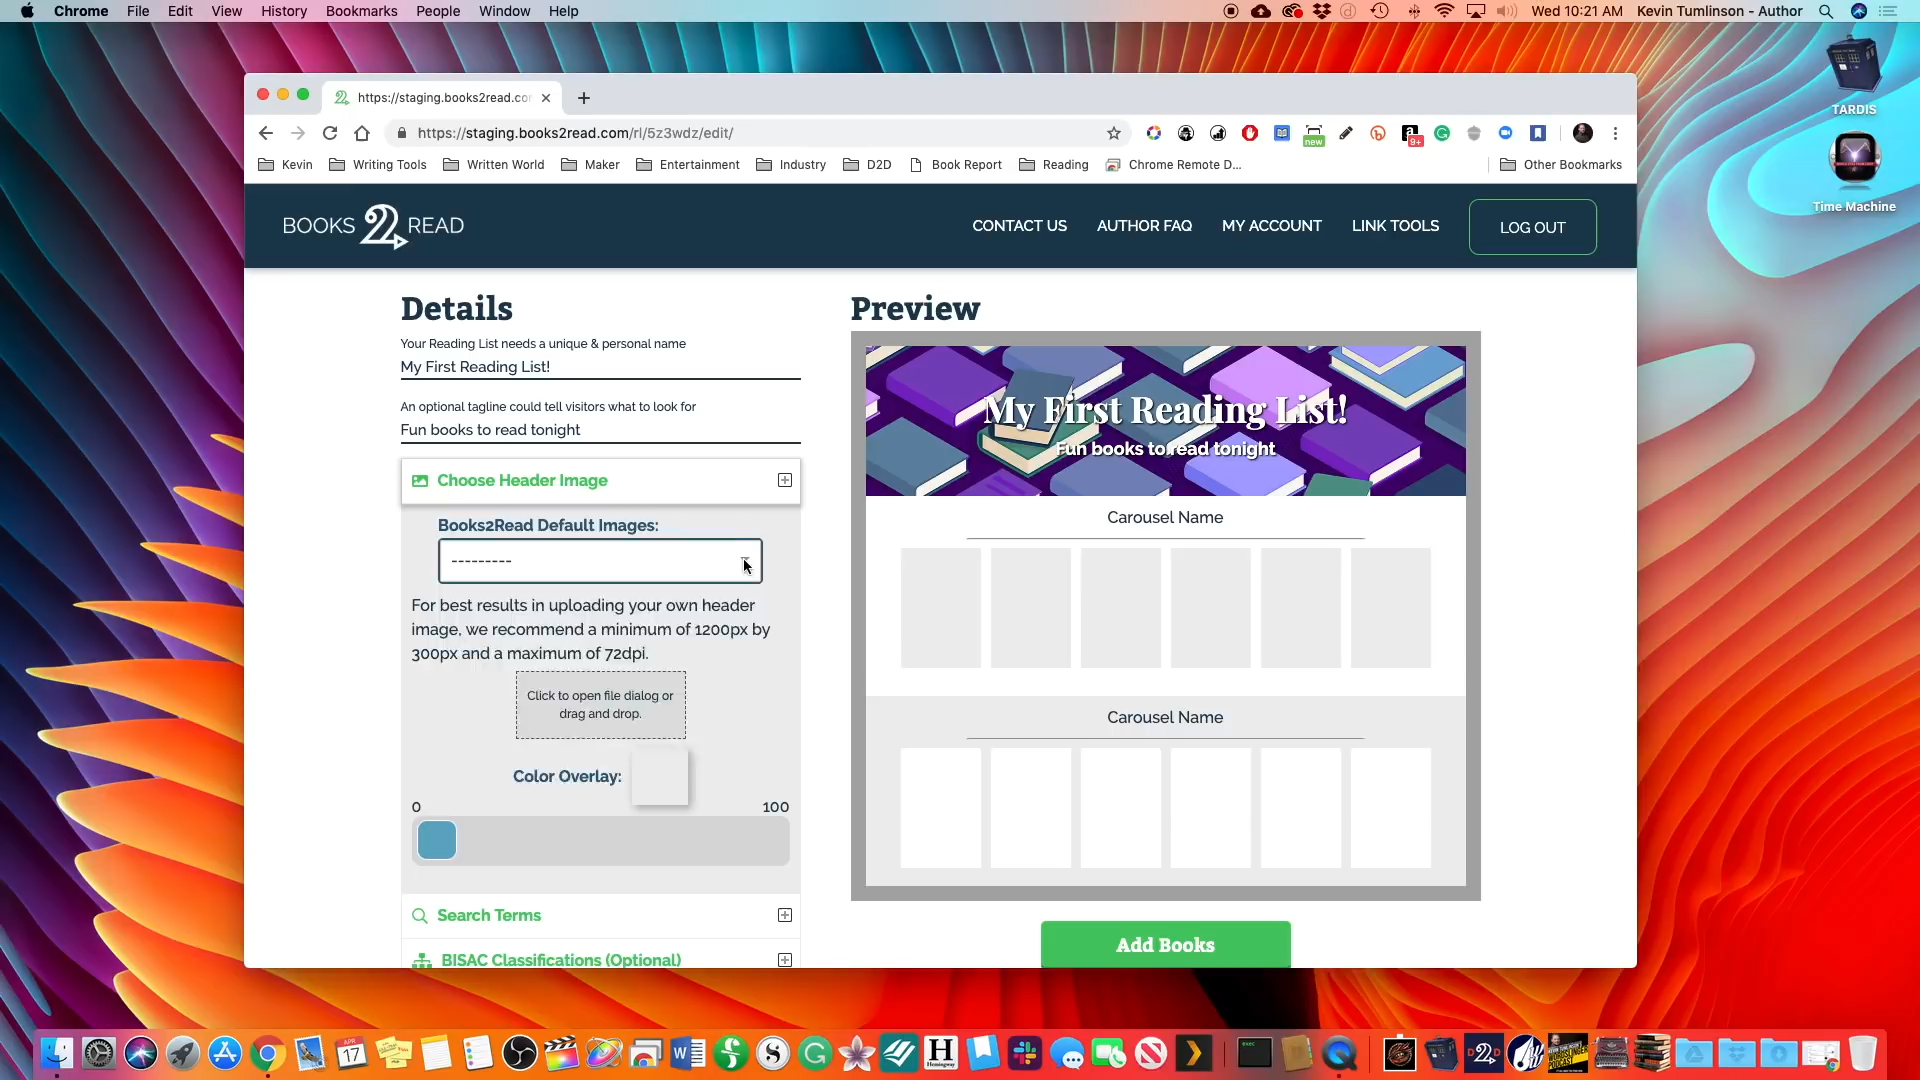 Chrome File Edit View History Bookmarks People Window Help
Wed 10:21 AM Kevin Tumlinson - Author
TARDIS
Time Machine
https://staging.books2read.co
https://staging.books2read.com/rl/5z3wdz/edit/
new
9+
Kevin Writing Tools Written World Maker Entertainment Industry D2D Book Report Reading Chrome Remote D... Other Bookmarks
BOOKS 2 READ
CONTACT US AUTHOR FAQ MY ACCOUNT LINK TOOLS LOG OUT
Details
Your Reading List needs a unique & personal name
My First Reading List!
An optional tagline could tell visitors what to look for
Fun books to read tonight
Choose Header Image
Books2Read Default Images:
---------
For best results in uploading your own header
image, we recommend a minimum of 1200px by
300px and a maximum of 72dpi.
Click to open file dialog or
drag and drop.
Color Overlay:
0 100
Search Terms
BISAC Classifications (Optional)
Preview
My First Reading List!
Fun books to read tonight
Carousel Name
Carousel Name
Add Books
APR
17
W
S
G
H
Hemingway
D2D